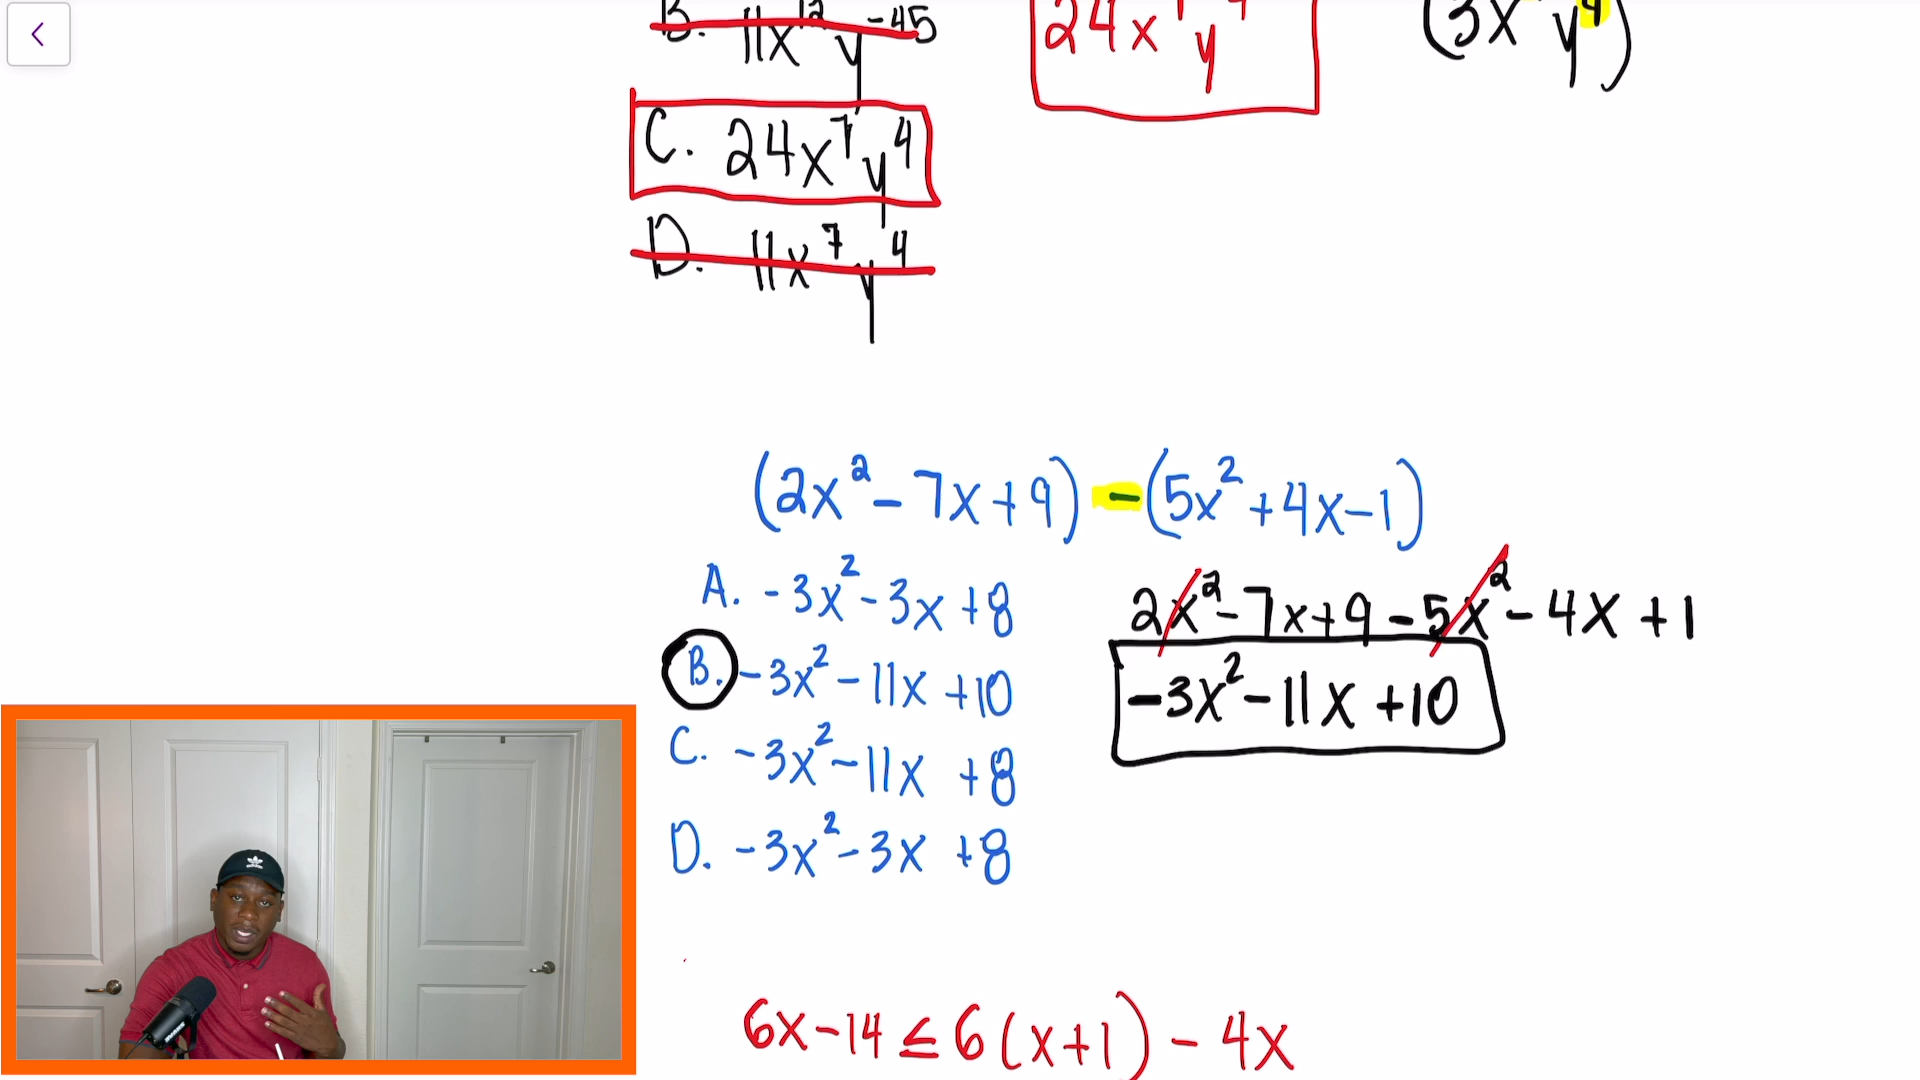 B. 11x¹² y⁻⁴⁵
24x⁷y⁴
(3x y⁴)
C. 24x⁷y⁴
D. 11x⁷y⁴
(2x² - 7x + 9) - (5x² + 4x - 1)
A. -3x² - 3x + 8
2x² - 7x + 9 - 5x² - 4x + 1
B. -3x² - 11x + 10
-3x² - 11x + 10
C. -3x² - 11x + 8
D. -3x² - 3x + 8
6x - 14 ≤ 6(x + 1) - 4x